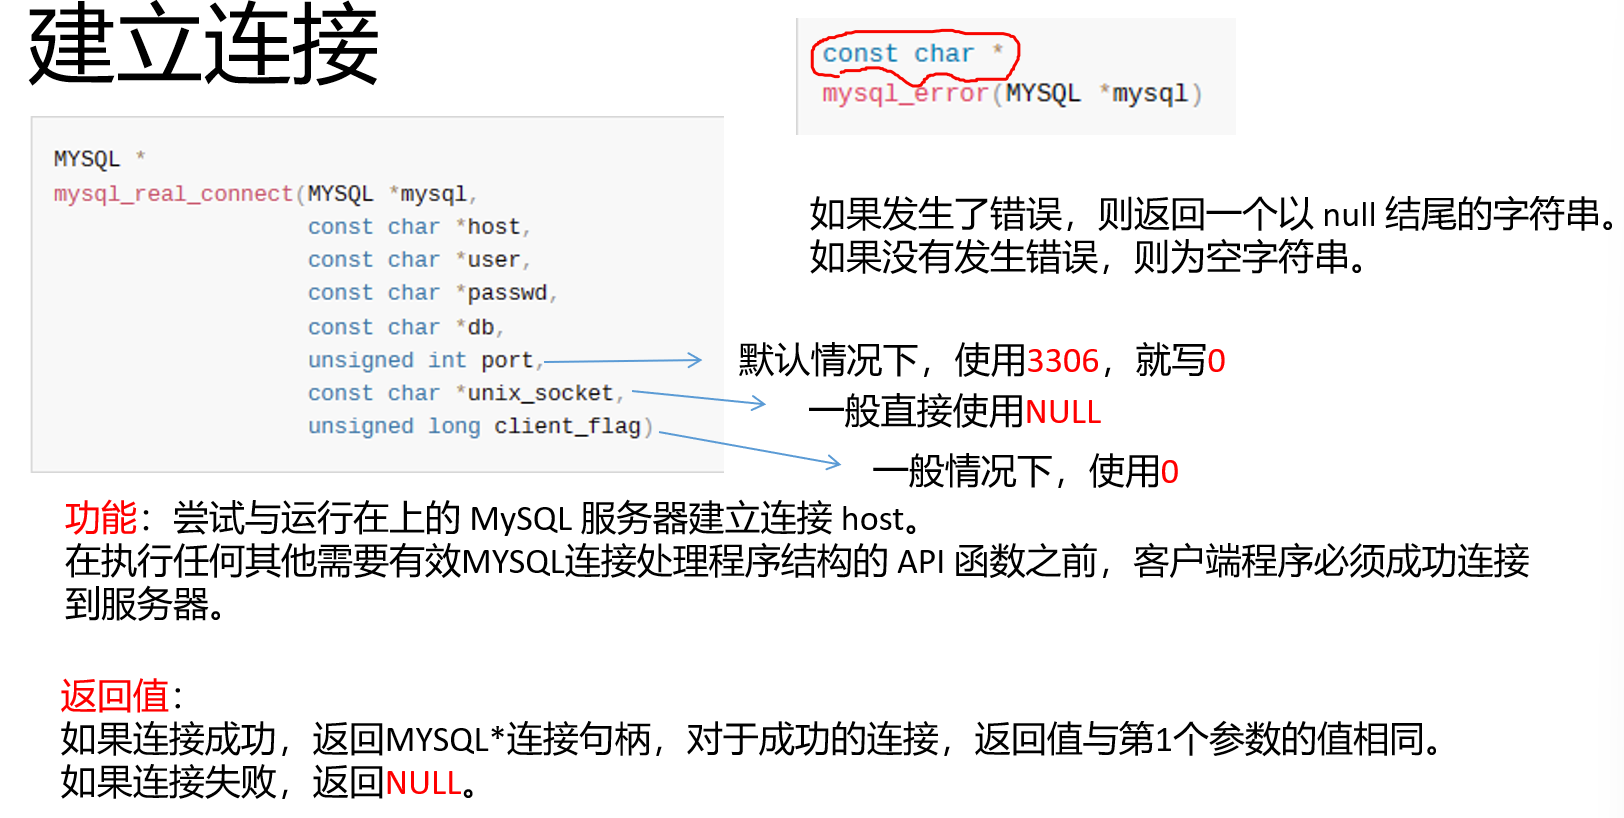 建立连接
const char *
mysql_error(MYSQL *mysql)
MYSQL *
mysql_real_connect(MYSQL *mysql,
const char *host,
const char *user,
const char *passwd,
const char *db,
unsigned int port,
const char *unix_socket,
unsigned long client_flag)
如果发生了错误，则返回一个以 null 结尾的字符串。
如果没有发生错误，则为空字符串。
默认情况下，使用3306，就写0
一般直接使用NULL
一般情况下，使用0
功能：尝试与运行在上的 MySQL 服务器建立连接 host。
在执行任何其他需要有效MYSQL连接处理程序结构的 API 函数之前，客户端程序必须成功连接
到服务器。
返回值：
如果连接成功，返回MYSQL*连接句柄，对于成功的连接，返回值与第1个参数的值相同。
如果连接失败，返回NULL。